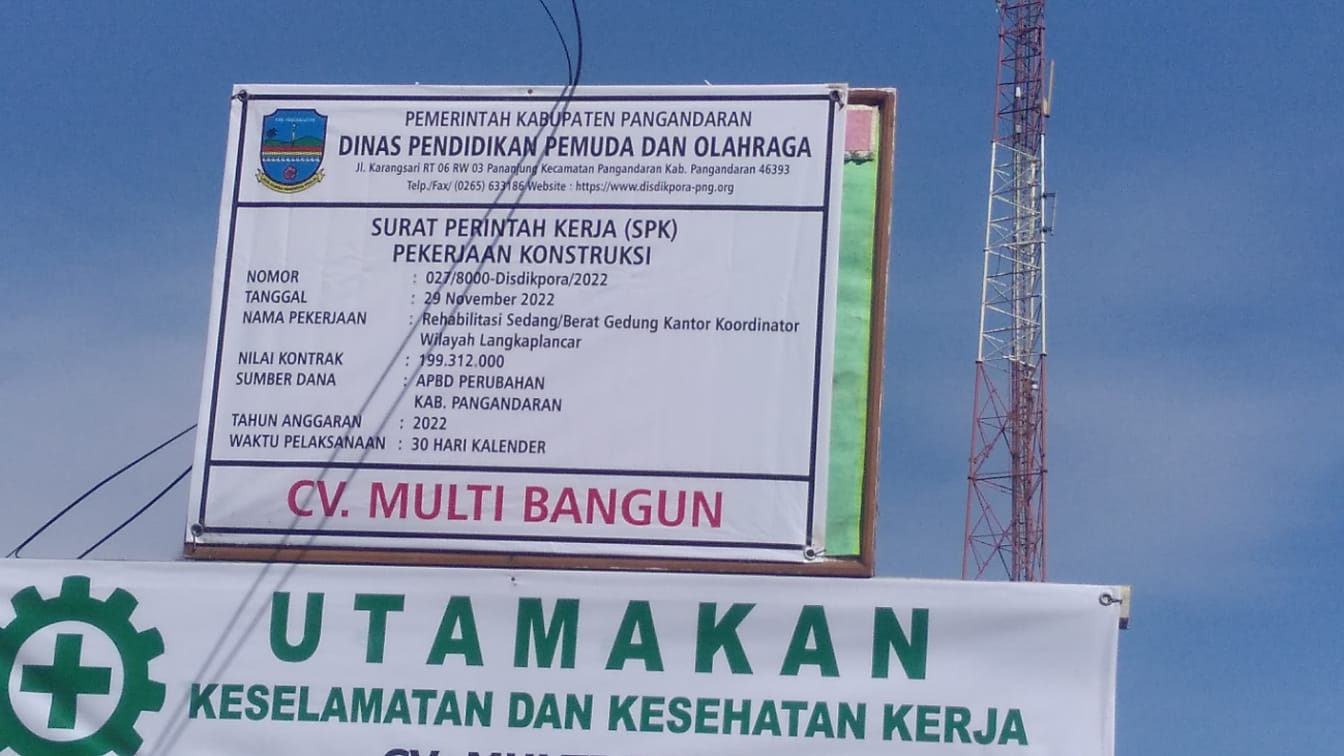 PEMERINTAH KABUPATEN PANGANDARAN
DINAS PENDIDIKAN PEMUDA DAN OLAHRAGA
Jl. Karangsari RT 06 RW 03 Pananjung Kecamatan Pangandaran Kab. Pangandaran 46393
Telp./Fax/ (0265) 633186 Website : https://www.disdikpora-png.org
SURAT PERINTAH KERJA (SPK)
PEKERJAAN KONSTRUKSI
NOMOR : 027/8000-Disdikpora/2022
TANGGAL : 29 November 2022
NAMA PEKERJAAN : Rehabilitasi Sedang/Berat Gedung Kantor Koordinator
Wilayah Langkaplancar
NILAI KONTRAK : 199.312.000
SUMBER DANA : APBD PERUBAHAN
KAB. PANGANDARAN
TAHUN ANGGARAN : 2022
WAKTU PELAKSANAAN : 30 HARI KALENDER
CV. MULTI BANGUN
UTAMAKAN
KESELAMATAN DAN KESEHATAN KERJA
CV. MULTI